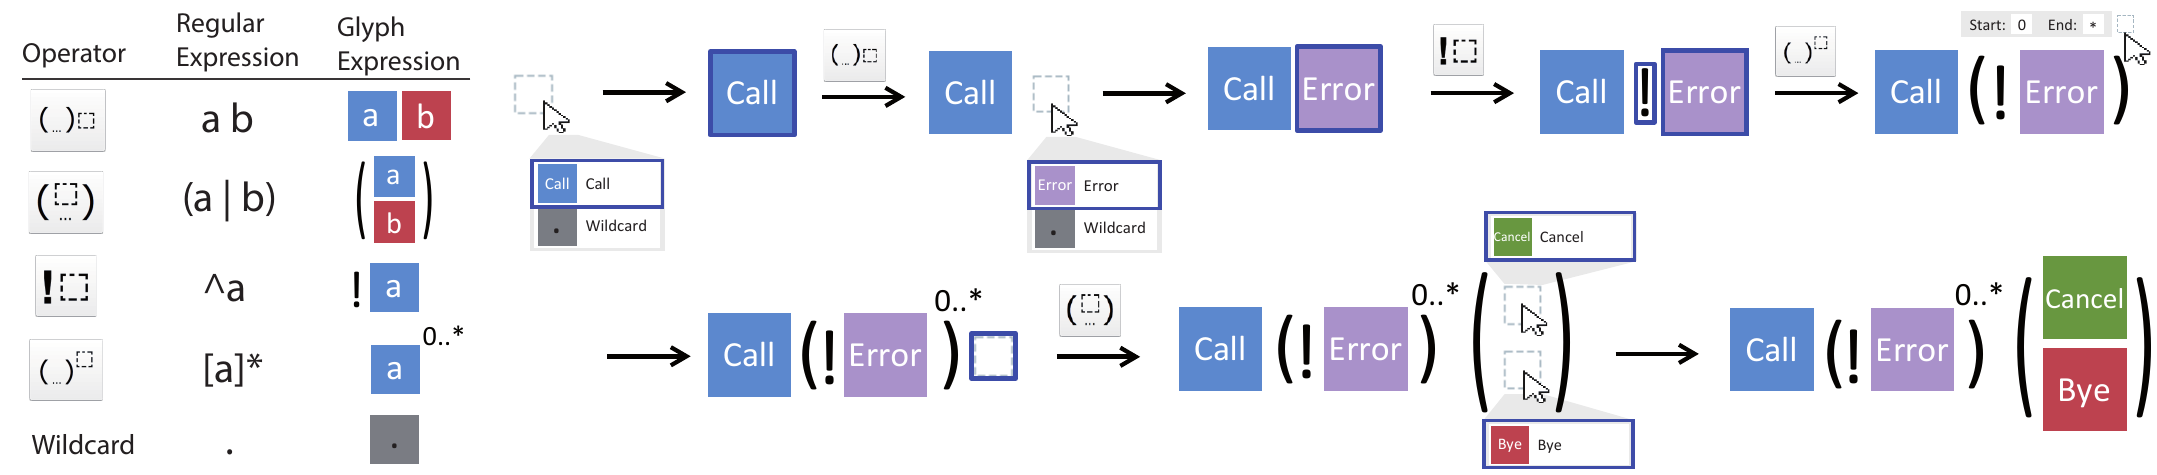 Operator Regular Expression Glyph Expression
(...) a b a b
(...) (a | b) ( a b )
! ^a ! a
(...) [a]* a 0..*
Wildcard . .
Call
(...)
Call
Error
Call Error
!
Call ! Error
(...)
Start: 0 End: *
Call (! Error )
Call Call
. Wildcard
Error Error
. Wildcard
Call (! Error ) 0..*
(...)
Call (! Error ) 0..* ( )
Cancel Cancel
Bye Bye
Call (! Error ) 0..* ( Cancel
Bye )